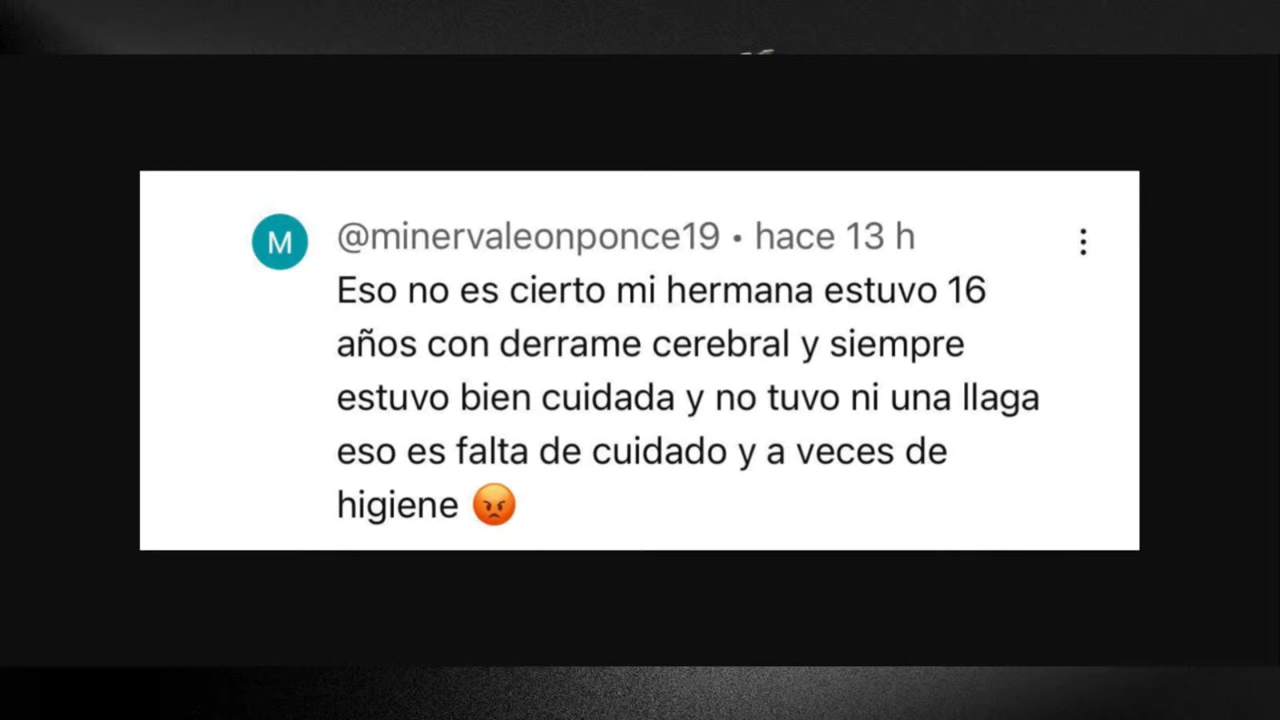 M
@minervaleonponce19 • hace 13 h
Eso no es cierto mi hermana estuvo 16
años con derrame cerebral y siempre
estuvo bien cuidada y no tuvo ni una llaga
eso es falta de cuidado y a veces de
higiene 😡